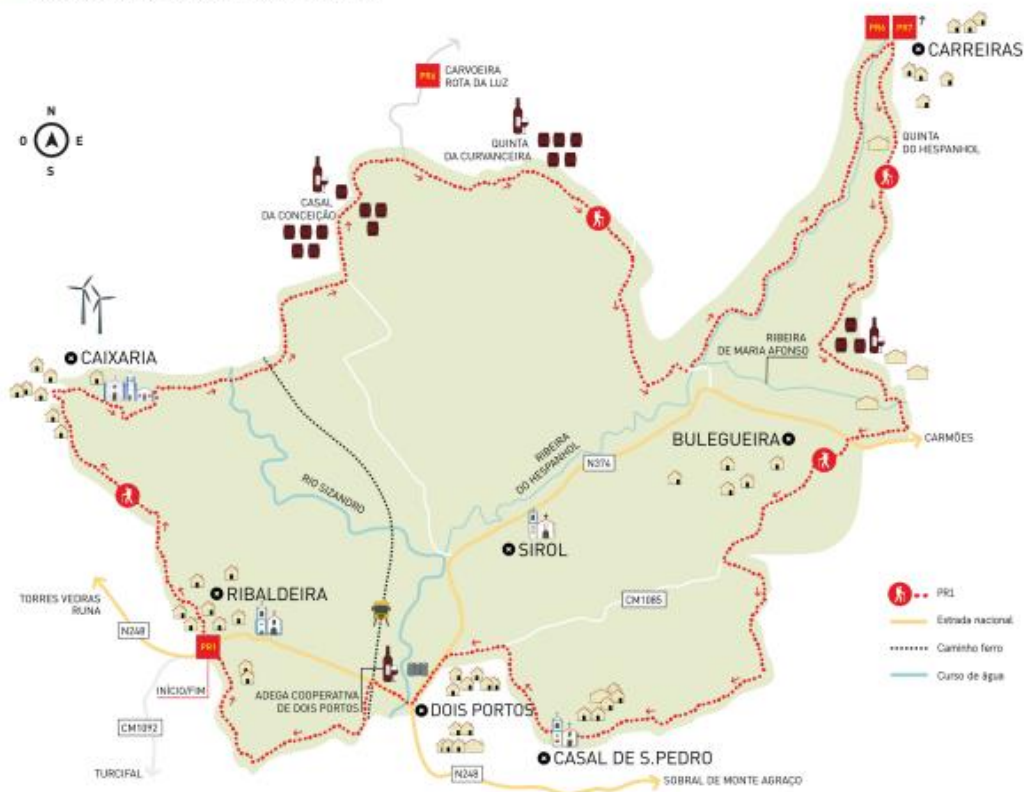 PR6
PR7
CARREIRAS
PR6
CARVOEIRA
ROTA DA LUZ
N
O
E
S
QUINTA
DA CURVANCEIRA
QUINTA
DO HESPANHOL
CASAL
DA CONCEIÇÃO
RIBEIRA
DE MARIA AFONSO
CAIXARIA
BULEGUEIRA
CARMÕES
RIBEIRA
DO HESPANHOL
N374
RIO SIZANDRO
SIROL
TORRES VEDRAS
RUNA
RIBALDEIRA
CM1085
N248
PR1
INÍCIO/FIM
ADEGA COOPERATIVA
DE DOIS PORTOS
DOIS PORTOS
CM1092
TURCIFAL
CASAL DE S.PEDRO
N248
SOBRAL DE MONTE AGRAÇO
PR1
Estrada nacional
Caminho ferro
Curso de água